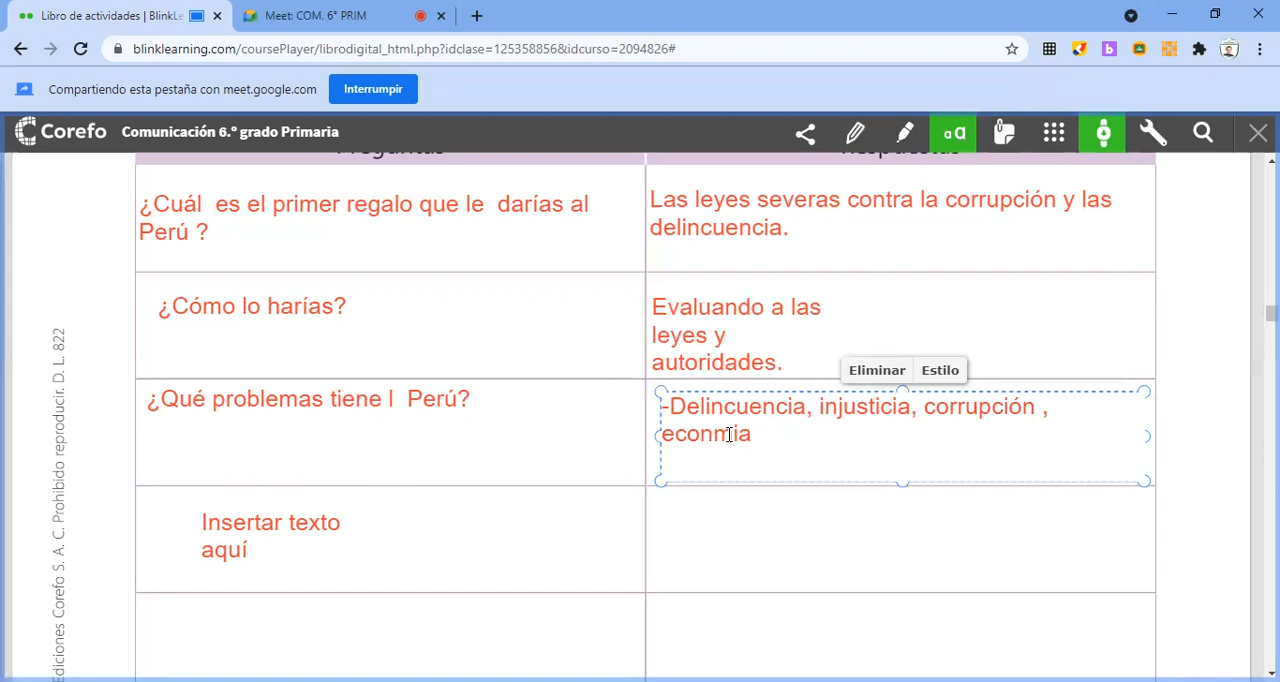 Libro de actividades | BlinkLe
Meet: COM. 6° PRIM
blinklearning.com/coursePlayer/librodigital_html.php?idclase=125358856&idcurso=2094826#
Compartiendo esta pestaña con meet.google.com
Interrumpir
Corefo
Comunicación 6.º grado Primaria
aa
Preguntas
Respuestas
¿Cuál es el primer regalo que le darías al
Perú ?
Las leyes severas contra la corrupción y las
delincuencia.
¿Cómo lo harías?
Evaluando a las
leyes y
autoridades.
Eliminar
Estilo
¿Qué problemas tiene l Perú?
-Delincuencia, injusticia, corrupción ,
econmia
Insertar texto
aquí
Ediciones Corefo S. A. C. Prohibido reproducir. D. L. 822